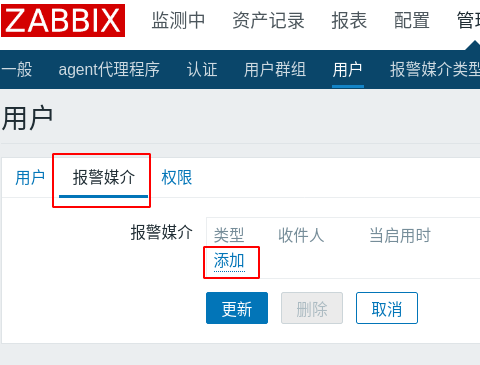 ZABBIX 监测中 资产记录 报表 配置 管理
一般 agent代理程序 认证 用户群组 用户 报警媒介类型
用户
用户 报警媒介 权限
报警媒介 类型 收件人 当启用时
添加
更新 删除 取消